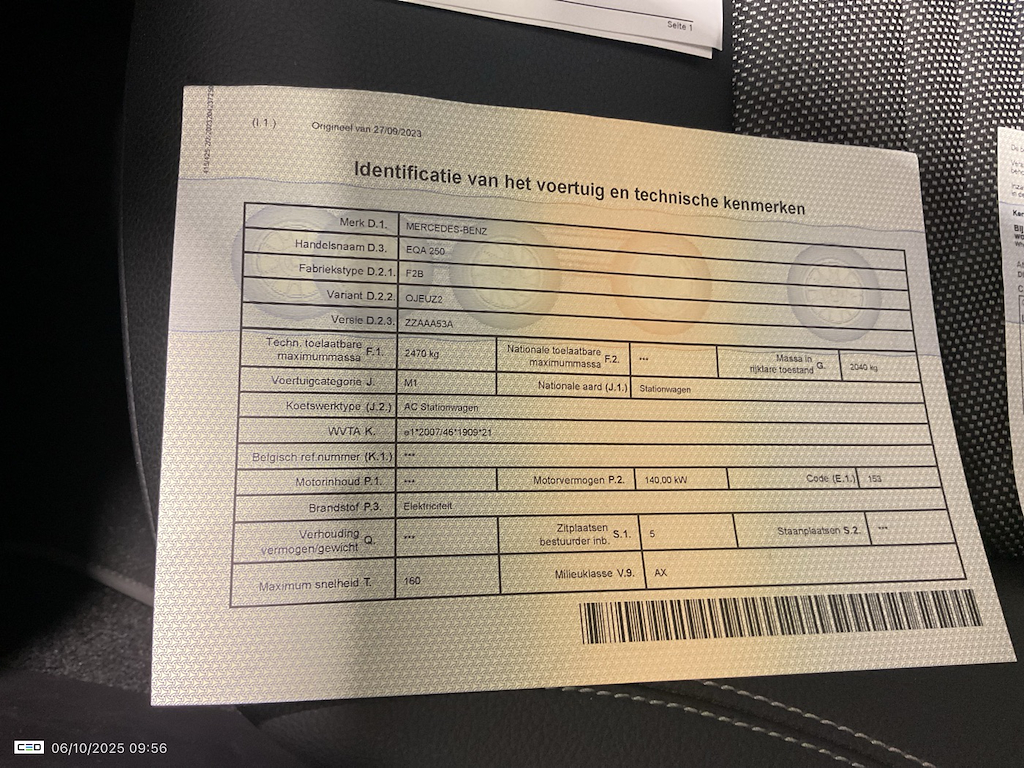 Seite 1
(I.1.) Origineel van 27/09/2023
Identificatie van het voertuig en technische kenmerken
Merk D.1. MERCEDES-BENZ
Handelsnaam D.3. EQA 250
Fabriekstype D.2.1. F2B
Variant D.2.2. OJEUZ2
Versie D.2.3. ZZAAA53A
Techn. toelaatbare maximummassa F.1. 2470 kg Nationale toelaatbare maximummassa F.2. *** Massa in rijklare toestand G. 2040 kg
Voertuigcategorie J. M1 Nationale aard (J.1.) Stationwagen
Koetswerktype (J.2.) AC Stationwagen
WVTA K. e1*2007/46*1909*21
Belgisch ref.nummer (K.1.) ***
Motorinhoud P.1. *** Motorvermogen P.2. 140,00 kW Code (E.1.) 153
Brandstof P.3. Elektriciteit
Verhouding vermogen/gewicht Q. *** Zitplaatsen bestuurder inb. S.1. 5 Staanplaatsen S.2. ***
Maximum snelheid T. 160 Milieuklasse V.9. AX
CEO 06/10/2025 09:56